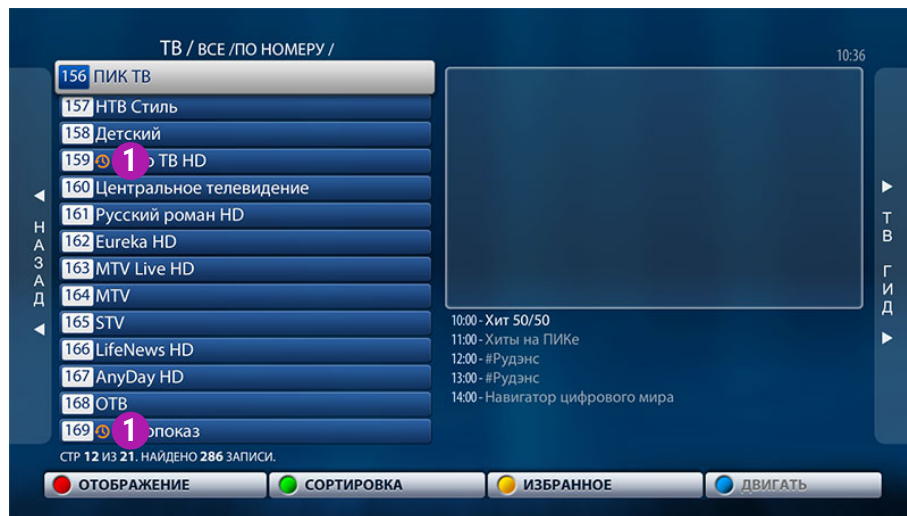 ТВ / ВСЕ /ПО НОМЕРУ /
10:36
156 ПИК ТВ
157 НТВ Стиль
158 Детский
159 1 ТВ HD
160 Центральное телевидение
161 Русский роман HD
162 Eureka HD
163 MTV Live HD
164 MTV
165 STV
166 LifeNews HD
167 AnyDay HD
168 ОТВ
169 1
СТР 12 ИЗ 21. НАЙДЕНО 286 ЗАПИСИ.
НАЗАД
10:00 - Хит 50/50
11:00 - Хиты на ПИКе
12:00 - #Рудэнс
13:00 - #Рудэнс
14:00 - Навигатор цифрового мира
ТВ ГИД
ОТОБРАЖЕНИЕ
СОРТИРОВКА
ИЗБРАННОЕ
ДВИГАТЬ